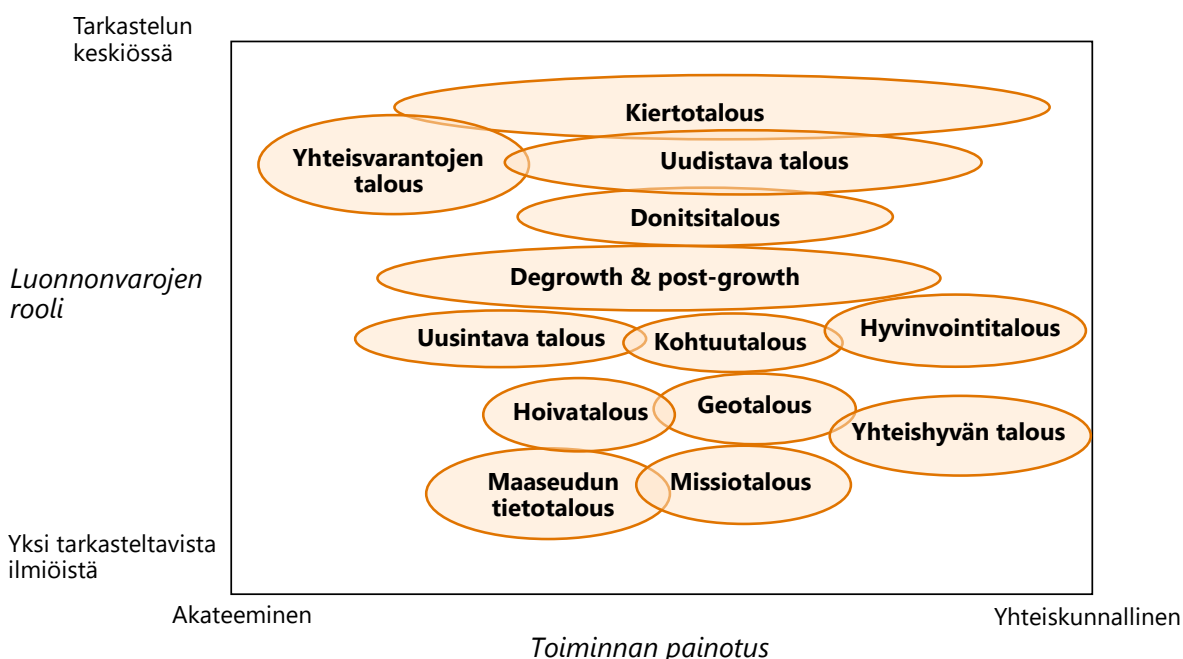 Tarkastelun
keskiössä
Kiertotalous
Yhteisvarantojen
talous
Uudistava talous
Donitsitalous
Luonnonvarojen
rooli
Degrowth & post-growth
Hyvinvointitalous
Uusintava talous
Kohtuutalous
Hoivatalous
Geotalous
Yhteishyvän talous
Maaseudun
tietotalous
Missiotalous
Yksi tarkasteltavista
ilmiöistä
Akateeminen
Yhteiskunnallinen
Toiminnan painotus